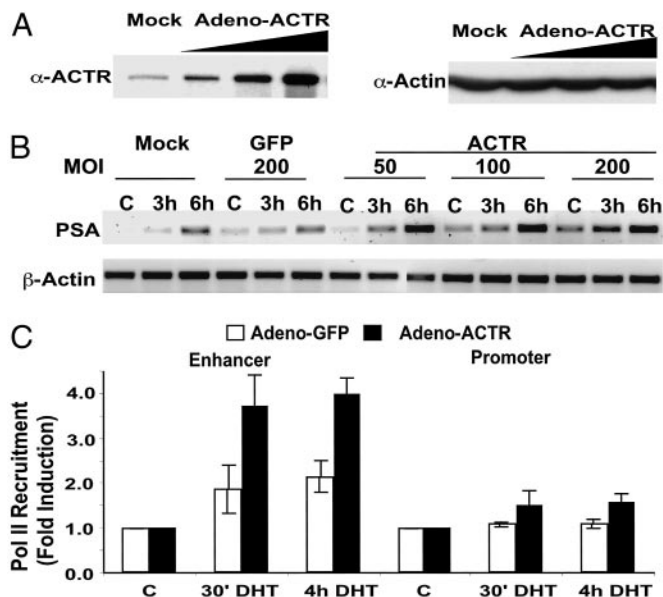 A
Mock Adeno-ACTR
α-ACTR
Mock Adeno-ACTR
α-Actin
B
Mock GFP ACTR
MOI 200 50 100 200
C 3h 6h C 3h 6h C 3h 6h C 3h 6h C 3h 6h
PSA
β-Actin
C
Adeno-GFP Adeno-ACTR
Enhancer Promoter
Pol II Recruitment
(Fold Induction)
4.0
3.0
2.0
1.0
0.0
C 30' DHT 4h DHT C 30' DHT 4h DHT